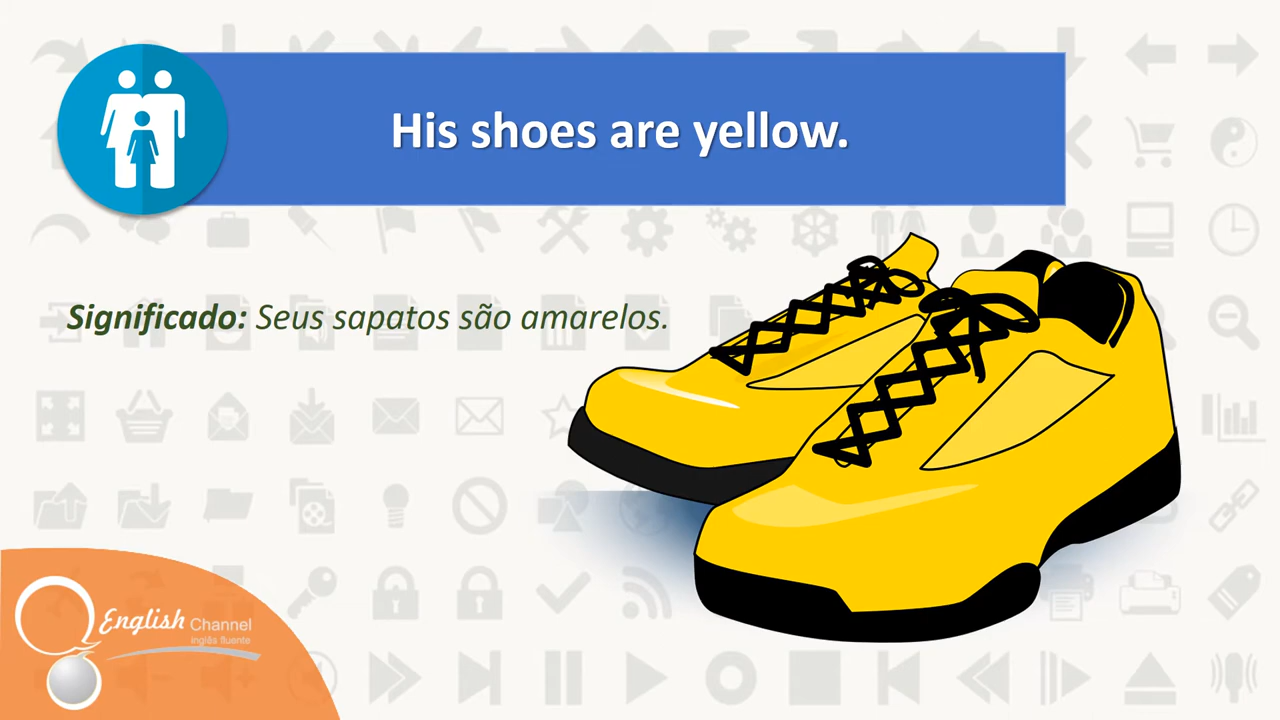 His shoes are yellow.
Significado: Seus sapatos são amarelos.
English Channel
inglês fluente